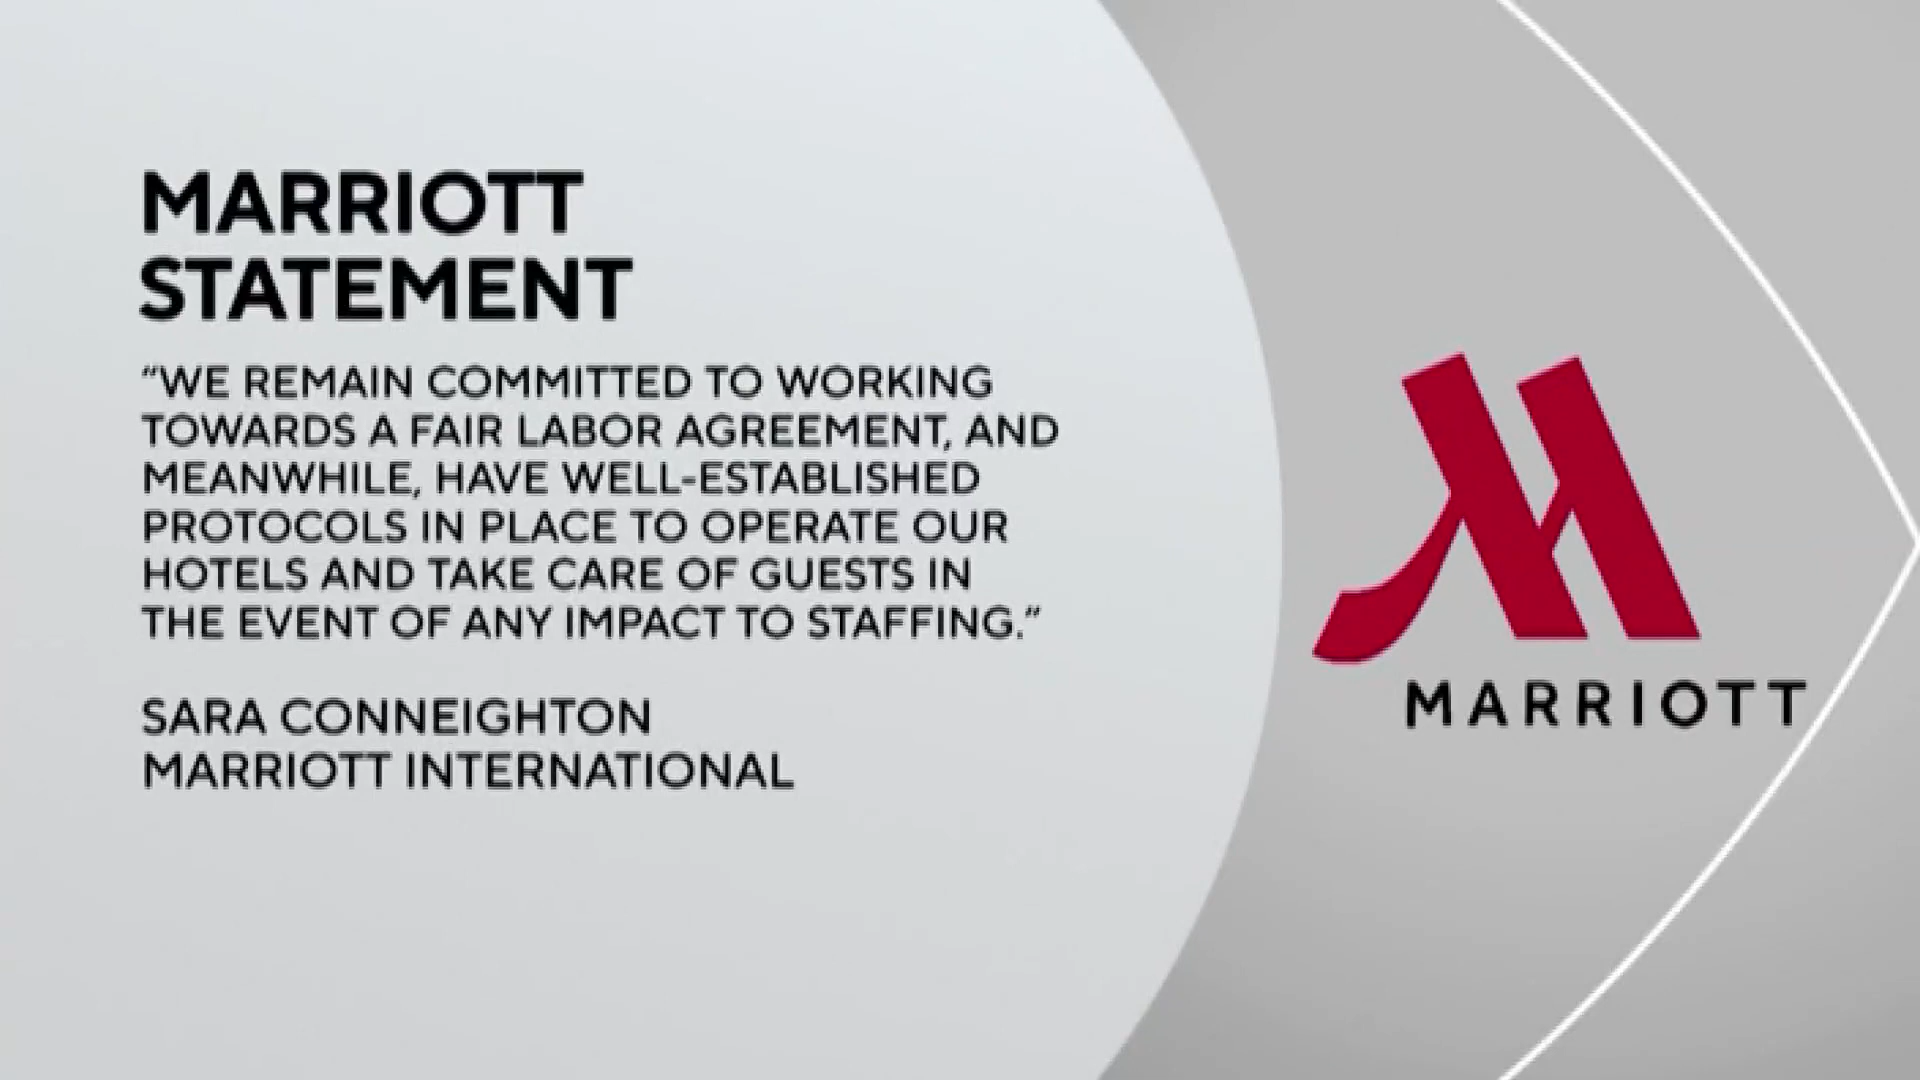 MARRIOTT
STATEMENT
“WE REMAIN COMMITTED TO WORKING
TOWARDS A FAIR LABOR AGREEMENT, AND
MEANWHILE, HAVE WELL-ESTABLISHED
PROTOCOLS IN PLACE TO OPERATE OUR
HOTELS AND TAKE CARE OF GUESTS IN
THE EVENT OF ANY IMPACT TO STAFFING.”
SARA CONNEIGHTON
MARRIOTT INTERNATIONAL
MARRIOTT